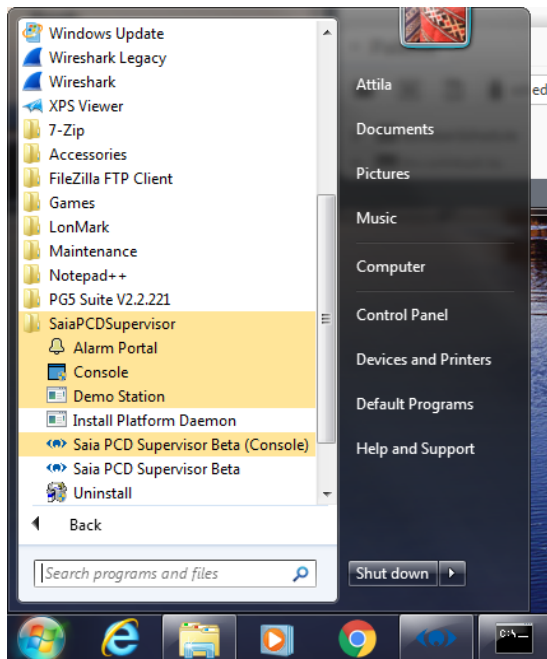 Windows Update
Wireshark Legacy
Wireshark
XPS Viewer
7-Zip
Accessories
FileZilla FTP Client
Games
LonMark
Maintenance
Notepad++
PG5 Suite V2.2.221
SaiaPCDSupervisor
Alarm Portal
Console
Demo Station
Install Platform Daemon
Saia PCD Supervisor Beta (Console)
Saia PCD Supervisor Beta
Uninstall
Back
Search programs and files
Attila
Documents
Pictures
Music
Computer
Control Panel
Devices and Printers
Default Programs
Help and Support
Shut down
ed
C:\_